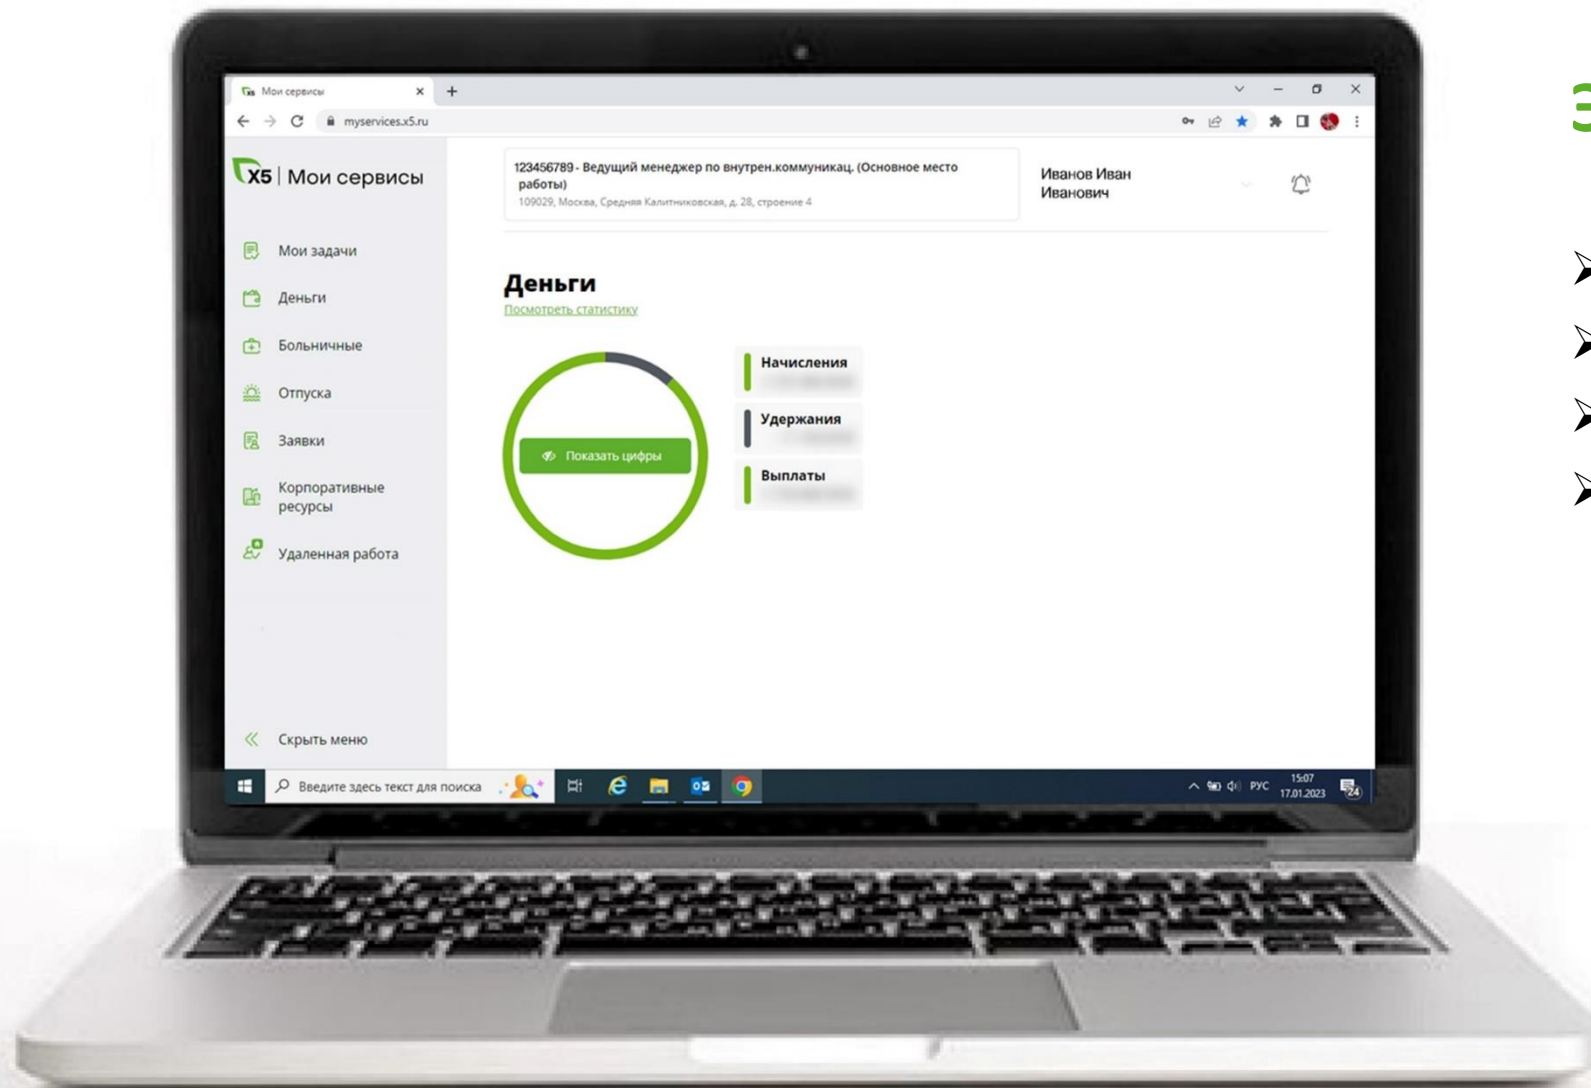 Мои сервисы
myservices.x5.ru
X5 | Мои сервисы
123456789 - Ведущий менеджер по внутрен.коммуникац. (Основное место
работы)
109029, Москва, Средняя Калитниковская, д. 28, строение 4
Иванов Иван
Иванович
Мои задачи
Деньги
Больничные
Отпуска
Заявки
Корпоративные
ресурсы
Удаленная работа
Скрыть меню
Деньги
Посмотреть статистику
Показать цифры
Начисления
Удержания
Выплаты
Введите здесь текст для поиска
РУС
15:07
17.01.2023
24
Э